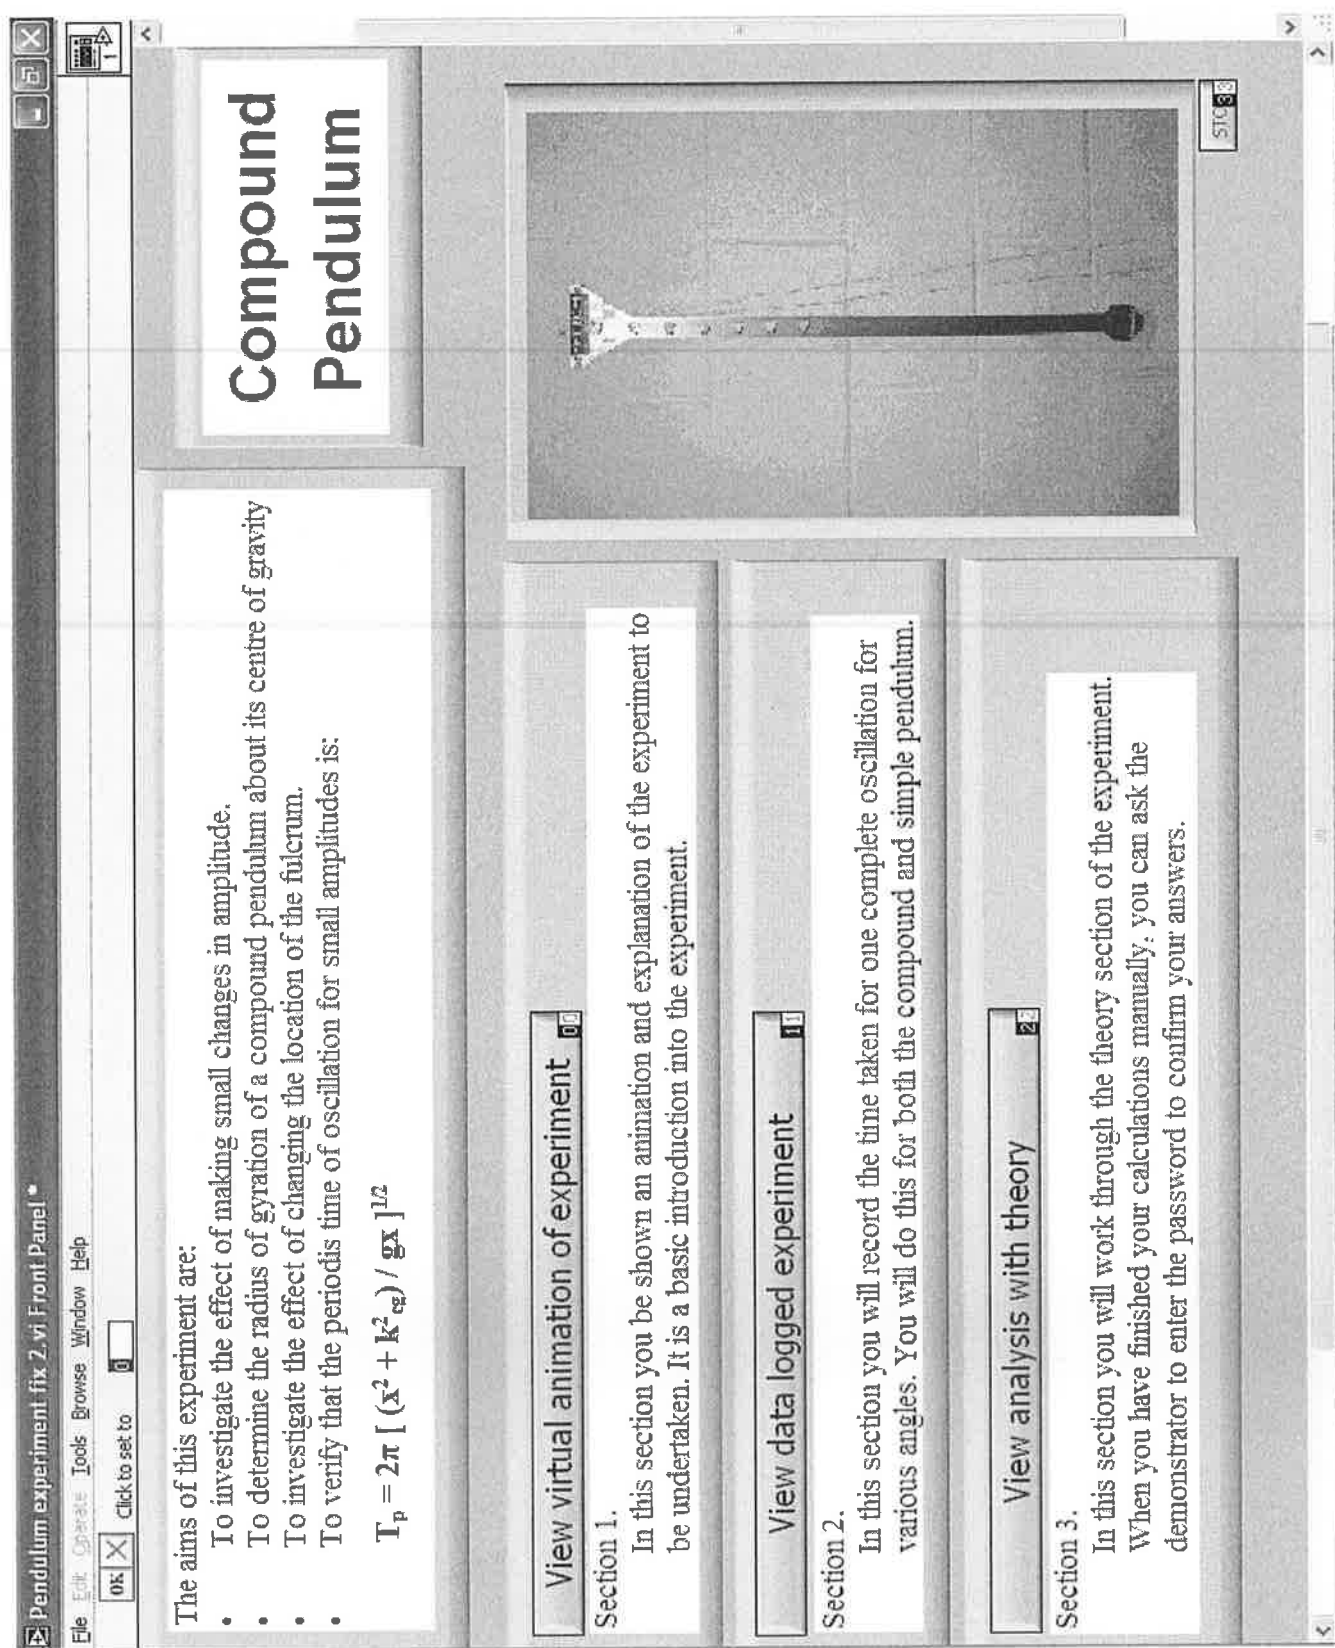 Pendulum experiment fix 2.vi Front Panel *
File Edit Operate Tools Browse Window Help
OK Click to set to 0
1
Compound
Pendulum
The aims of this experiment are:
• To investigate the effect of making small changes in amplitude.
• To determine the radius of gyration of a compound pendulum about its centre of gravity
• To investigate the effect of changing the location of the fulcrum.
• To verify that the periodis time of oscillation for small amplitudes is:
Tp = 2π [ (x² + k²cg) / gx ]^1/2
View virtual animation of experiment
Section 1.
In this section you be shown an animation and explanation of the experiment to
be undertaken. It is a basic introduction into the experiment.
View data logged experiment
Section 2.
In this section you will record the time taken for one complete oscillation for
various angles. You will do this for both the compound and simple pendulum.
View analysis with theory
Section 3.
In this section you will work through the theory section of the experiment.
When you have finished your calculations manually, you can ask the
demonstrator to enter the password to confirm your answers.